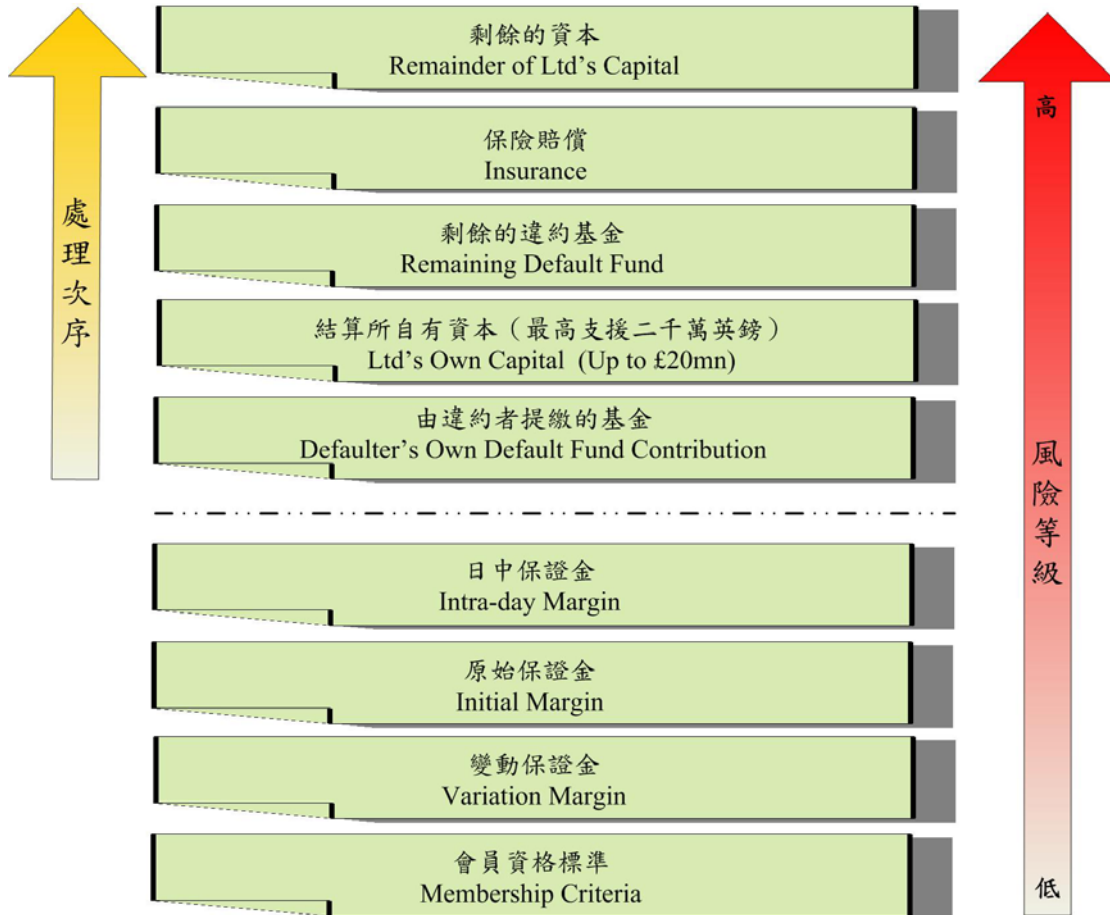 剩餘的資本
Remainder of Ltd's Capital
保險賠償
Insurance
剩餘的違約基金
Remaining Default Fund
結算所自有資本（最高支援二千萬英鎊）
Ltd's Own Capital (Up to £20mn)
由違約者提繳的基金
Defaulter's Own Default Fund Contribution
日中保證金
Intra-day Margin
原始保證金
Initial Margin
變動保證金
Variation Margin
會員資格標準
Membership Criteria
處理次序
高
風險等級
低